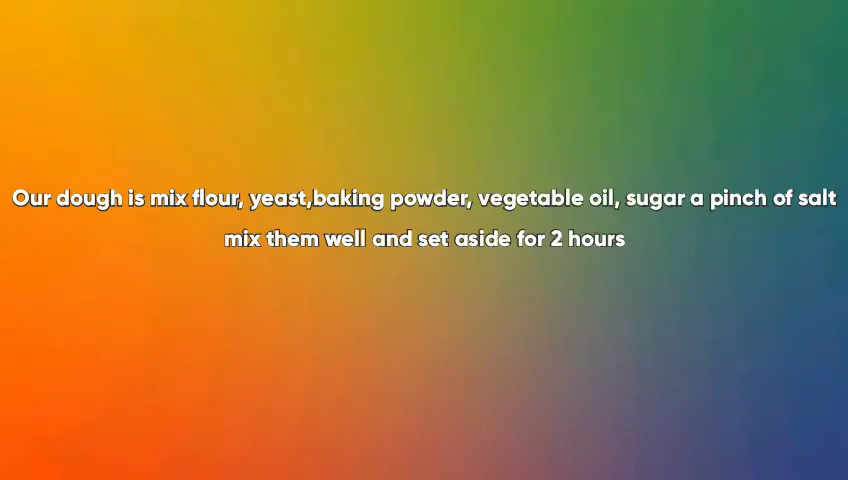 Our dough is mix flour, yeast,baking powder, vegetable oil, sugar a pinch of salt
mix them well and set aside for 2 hours